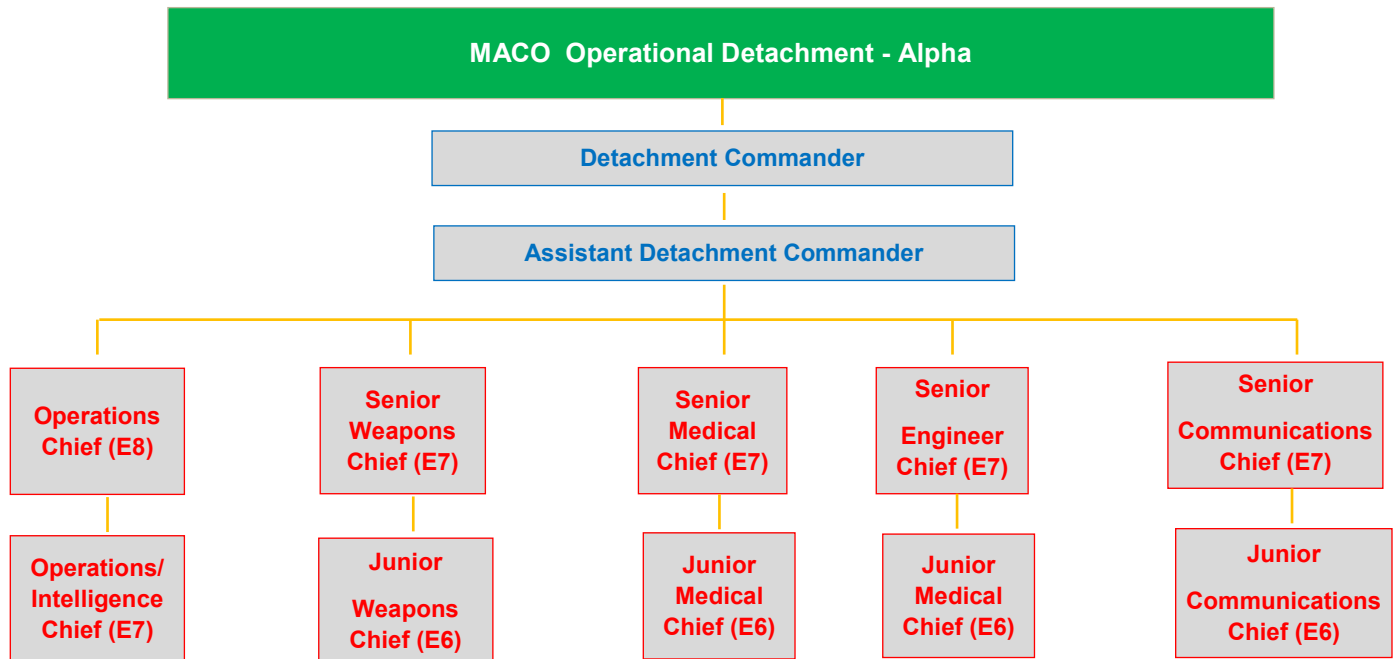 MACO Operational Detachment - Alpha
Detachment Commander
Assistant Detachment Commander
Operations
Chief (E8)
Senior
Weapons
Chief (E7)
Senior
Medical
Chief (E7)
Senior
Engineer
Chief (E7)
Senior
Communications
Chief (E7)
Operations/
Intelligence
Chief (E7)
Junior
Weapons
Chief (E6)
Junior
Medical
Chief (E6)
Junior
Medical
Chief (E6)
Junior
Communications
Chief (E6)